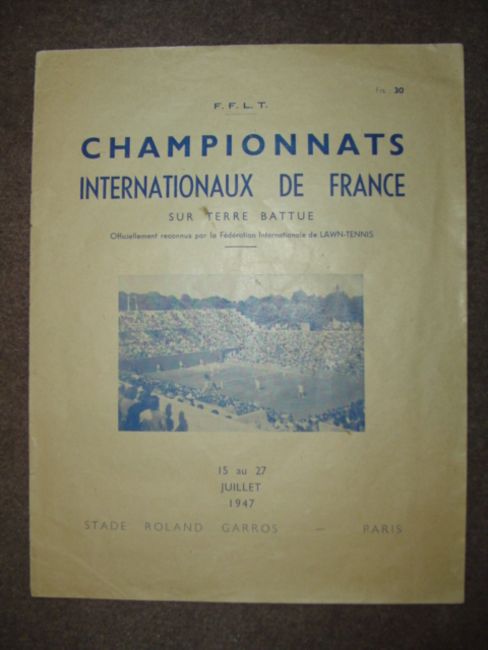 Frs : 30
F. F. L. T.
CHAMPIONNATS
INTERNATIONAUX DE FRANCE
SUR TERRE BATTUE
Officiellement reconnus par la Fédération Internationale de LAWN-TENNIS
15 au 27
JUILLET
1947
STADE ROLAND GARROS — PARIS